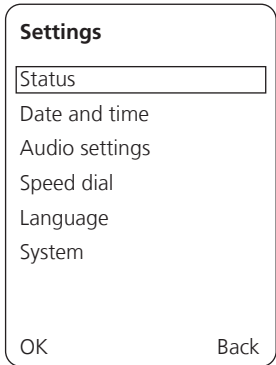 Settings
Status
Date and time
Audio settings
Speed dial
Language
System
OK Back